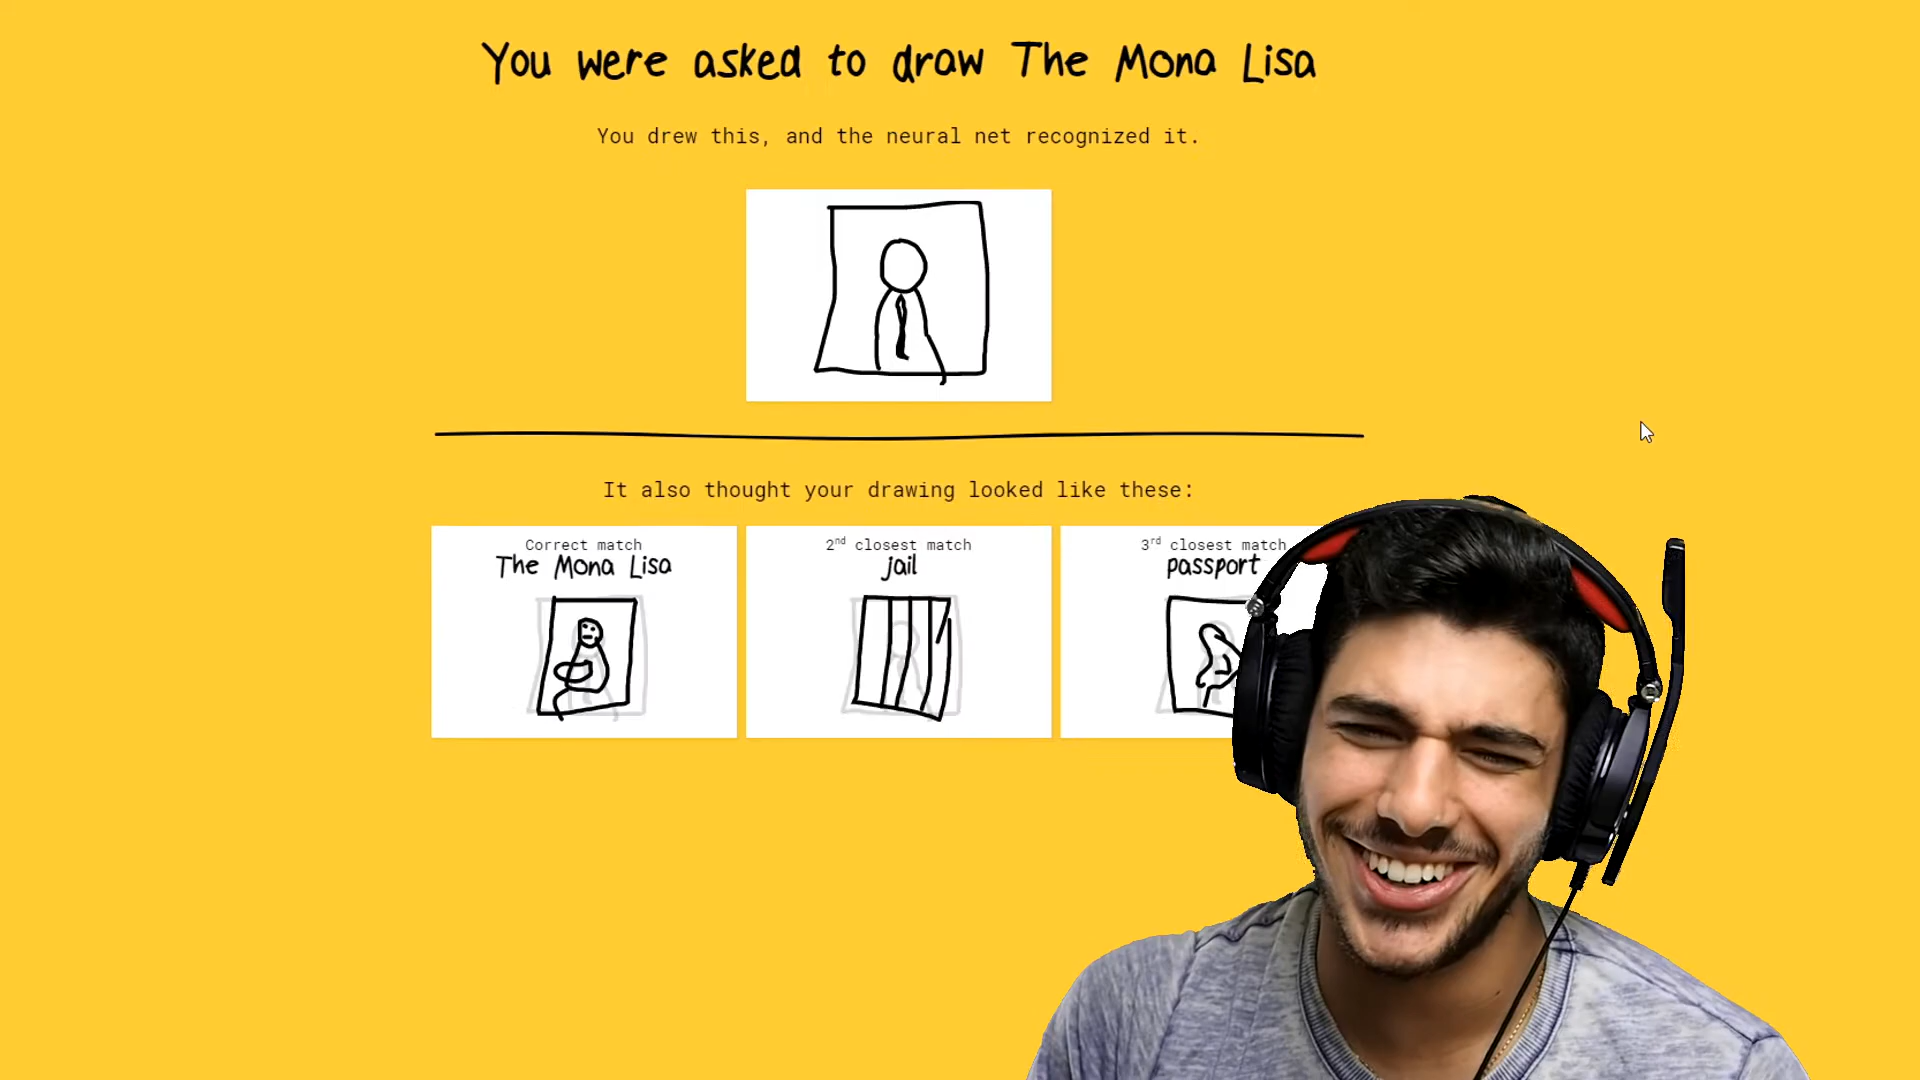 You were asked to draw The Mona Lisa
You drew this, and the neural net recognized it.
It also thought your drawing looked like these:
Correct match
The Mona Lisa
2nd closest match
jail
3rd closest match
passport